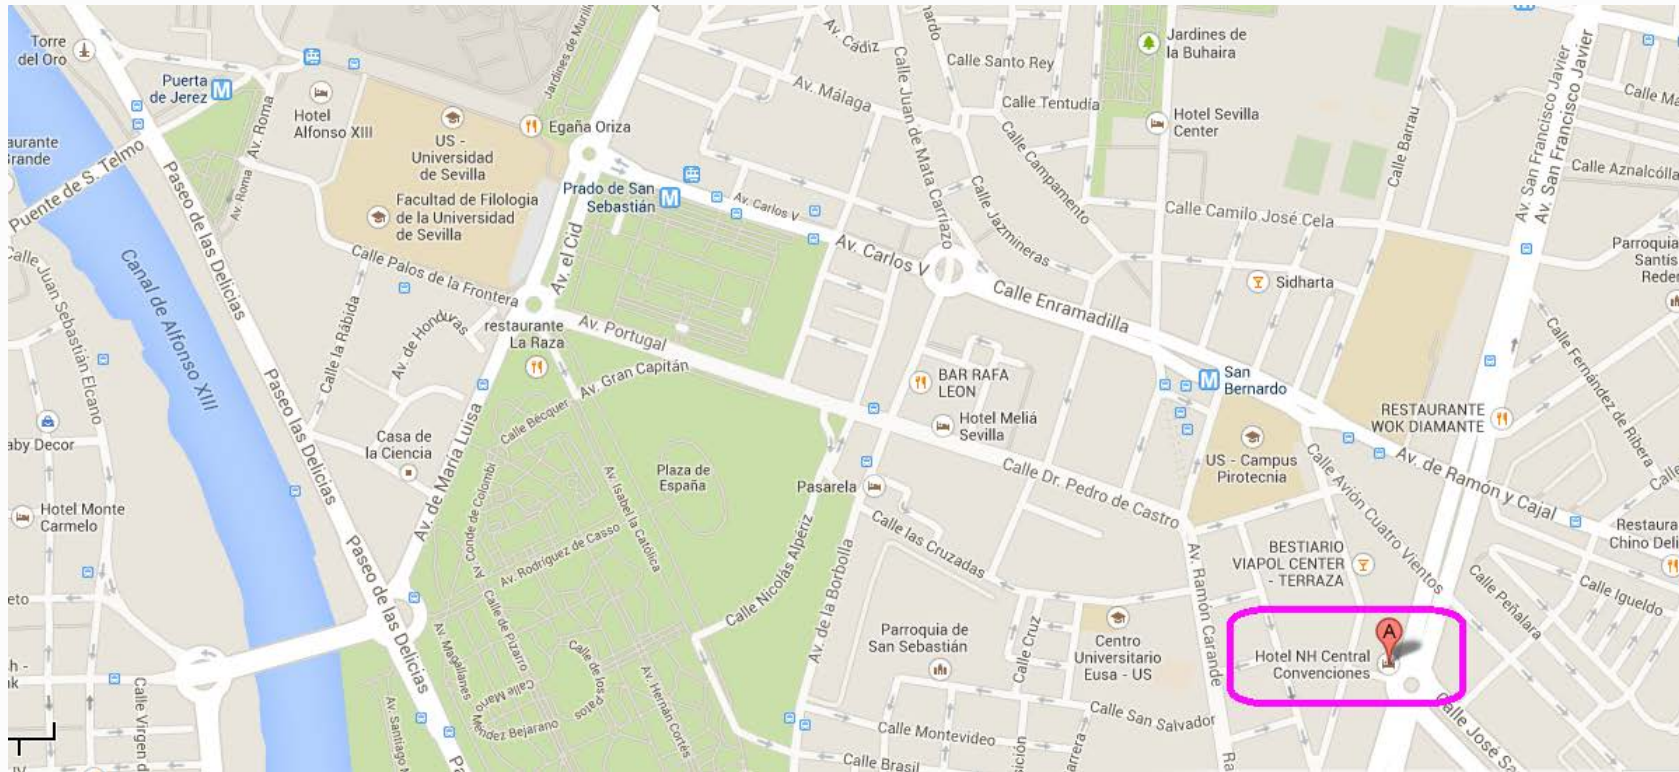 Torre
del Oro
Puerta
de Jerez
M
Hotel
Alfonso XIII
US -
Universidad
de Sevilla
Egaña Oriza
Jardines de Murillo
Av. Cádiz
Calle Santo Rey
Jardines de
la Buhaira
Av. Málaga
Calle Tentudía
Hotel Sevilla
Center
Av. San Francisco Javier
Av. San Francisco Javier
Calle Barrau
Calle Aznalcólla
Av. Roma
Av. Roma
Puente de S. Telmo
Paseo de las Delicias
Facultad de Filologia
de la Universidad
de Sevilla
Prado de San
Sebastián
M
Av. Carlos V
Av. Carlos V
Calle Juan de Mata Carriazo
Calle Campamento
Calle Jazmineras
Calle Camilo José Cela
Parroquia
Santis
Reder
Calle Juan Sebastián Elcano
Canal de Alfonso XIII
Calle Palos de la Frontera
Av. el Cid
Calle la Rábida
Av. de Honduras
restaurante
La Raza
Av. Portugal
Av. Gran Capitán
Calle Enramadilla
Sidharta
BAR RAFA
LEON
M
San
Bernardo
Calle Fernández de Ribera
RESTAURANTE
WOK DIAMANTE
Hotel Meliá
Sevilla
aby Decor
Paseo las Delicias
Casa de
la Ciencia
Av. de María Luisa
Calle Bécquer
Plaza de
España
Pasarela
Calle Dr. Pedro de Castro
US - Campus
Pirotecnia
Calle Avión Cuatro Vientos
Av. de Ramón y Cajal
Hotel Monte
Carmelo
Av. Conde de Colombi
Av. Isabel la Católica
Av. Rodríguez de Casso
Calle Nicolás Alpériz
Calle las Cruzadas
Restaura
Chino Deli
BESTIARIO
VIAPOL CENTER
- TERRAZA
Calle Igueldo
Calle Peñalara
Paseo de las Delicias
Av. Magallanes
Calle de Pizarro
Calle de los Patos
Av. Hernán Cortés
Av. de la Borbolla
Parroquia de
San Sebastián
Calle Cruz
Centro
Universitario
Eusa - US
Av. Ramón Carande
A
Hotel NH Central
Convenciones
Calle Virgen d
Av. Santiago
Méndez Bejarano
Calle Montevideo
Calle San Salvador
Calle José Sa
Calle Brasil